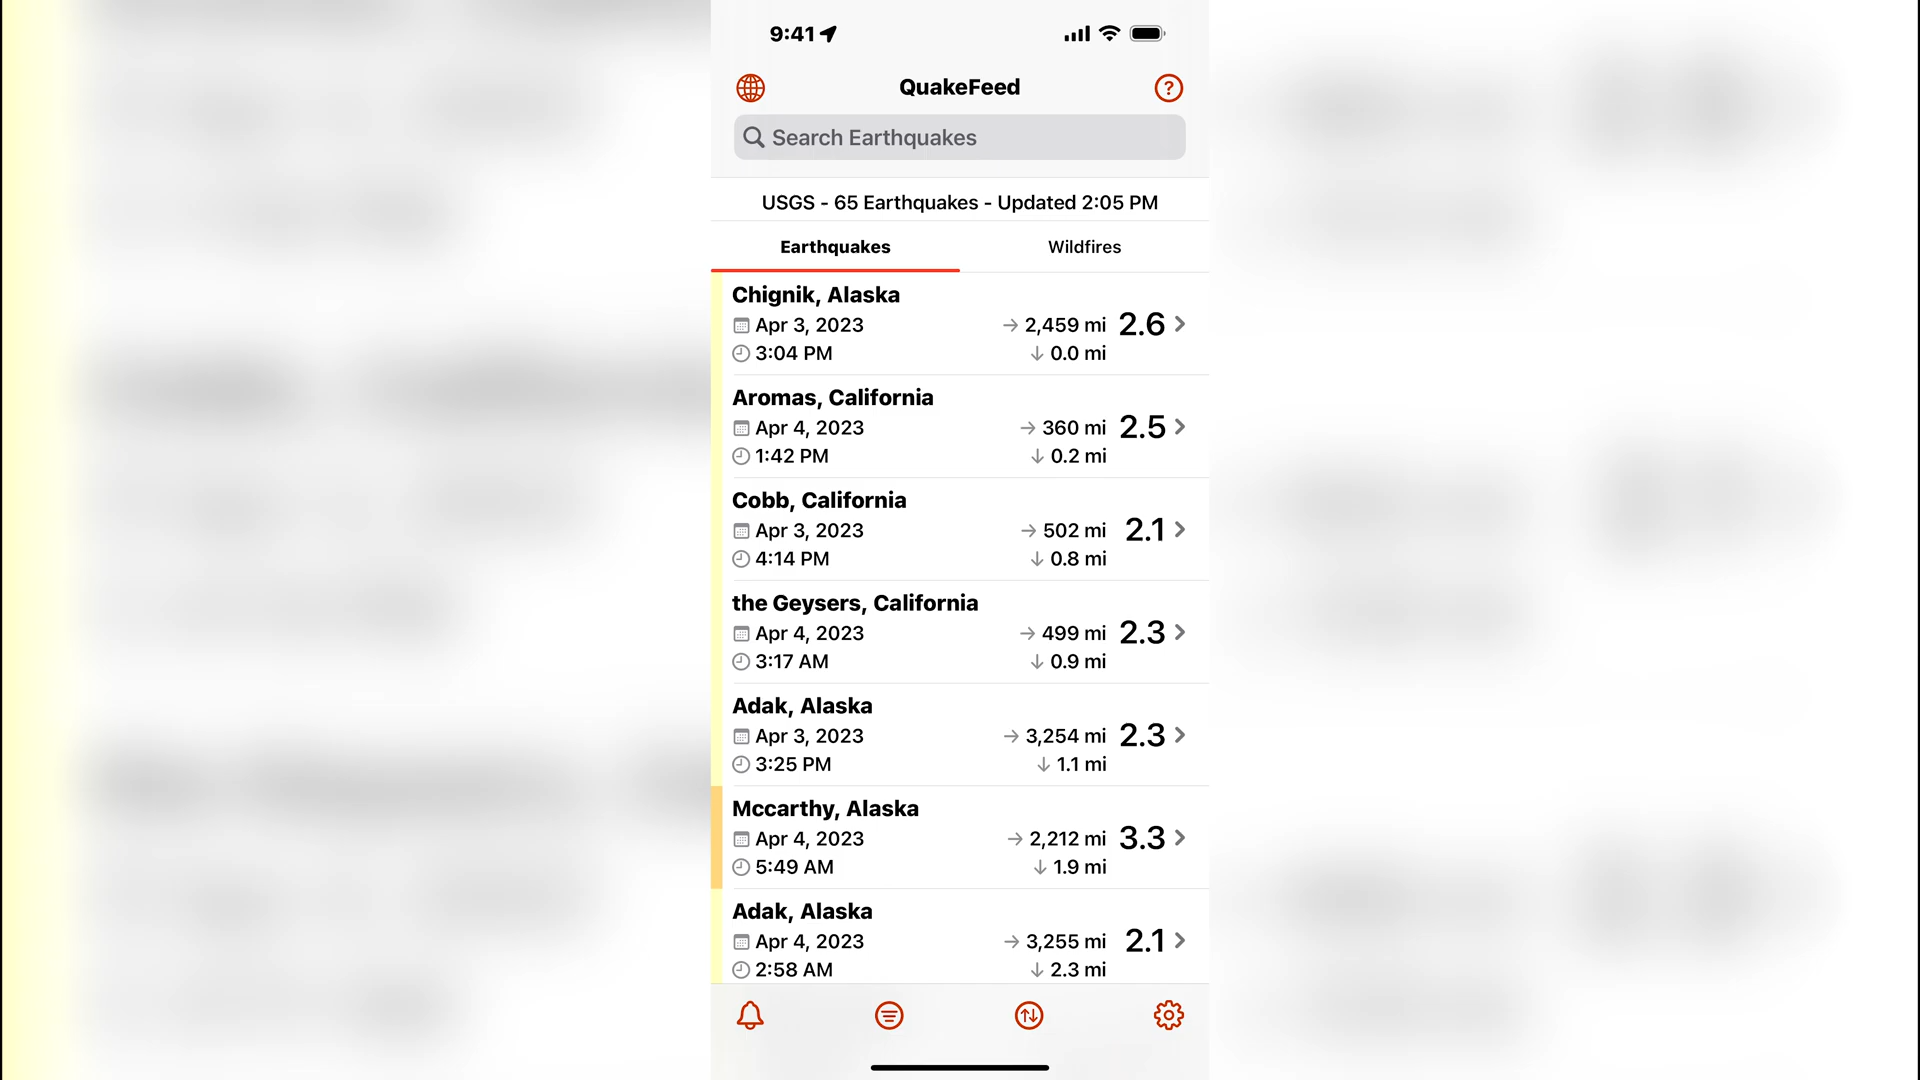 9:41
QuakeFeed
Search Earthquakes
USGS - 65 Earthquakes - Updated 2:05 PM
Earthquakes Wildfires
Chignik, Alaska
Apr 3, 2023 → 2,459 mi 2.6 >
3:04 PM ↓ 0.0 mi
Aromas, California
Apr 4, 2023 → 360 mi 2.5 >
1:42 PM ↓ 0.2 mi
Cobb, California
Apr 3, 2023 → 502 mi 2.1 >
4:14 PM ↓ 0.8 mi
the Geysers, California
Apr 4, 2023 → 499 mi 2.3 >
3:17 AM ↓ 0.9 mi
Adak, Alaska
Apr 3, 2023 → 3,254 mi 2.3 >
3:25 PM ↓ 1.1 mi
Mccarthy, Alaska
Apr 4, 2023 → 2,212 mi 3.3 >
5:49 AM ↓ 1.9 mi
Adak, Alaska
Apr 4, 2023 → 3,255 mi 2.1 >
2:58 AM ↓ 2.3 mi